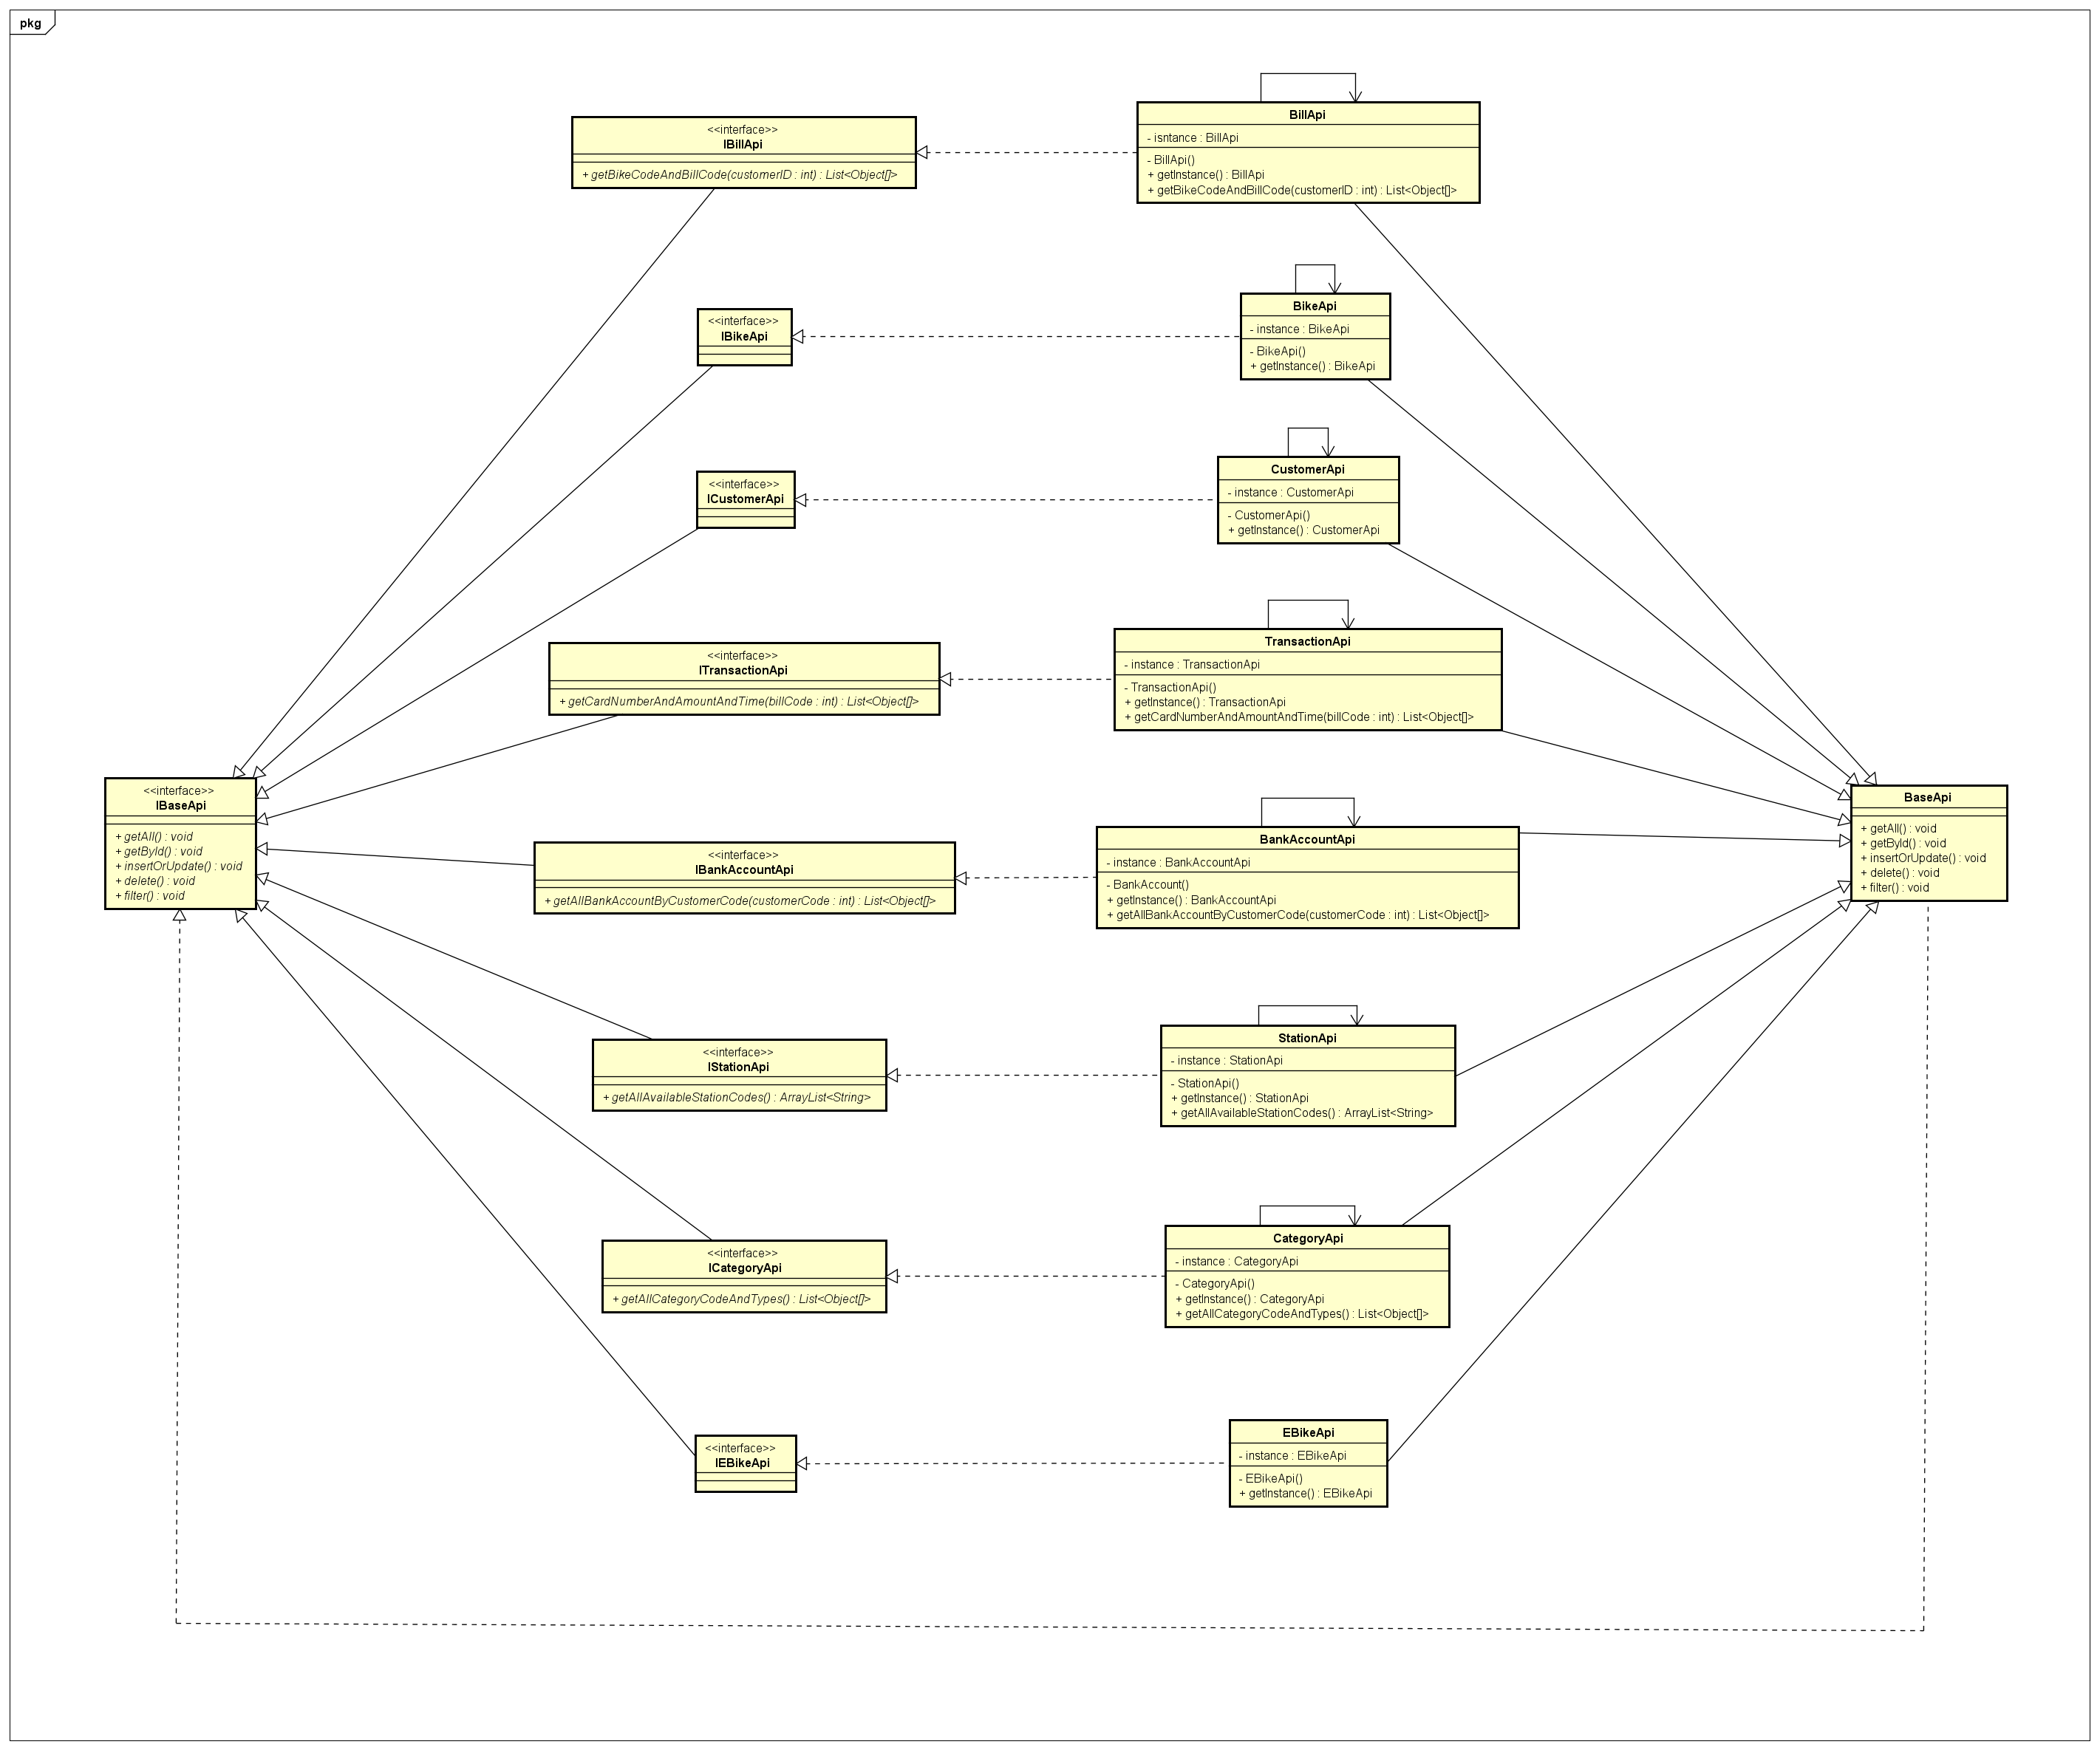 pkg
<<interface>>
IBillApi
+ getBikeCodeAndBillCode(customerID : int) : List<Object[]>
BillApi
- isntance : BillApi
- BillApi()
+ getInstance() : BillApi
+ getBikeCodeAndBillCode(customerID : int) : List<Object[]>
<<interface>>
IBikeApi
BikeApi
- instance : BikeApi
- BikeApi()
+ getInstance() : BikeApi
<<interface>>
ICustomerApi
CustomerApi
- instance : CustomerApi
- CustomerApi()
+ getInstance() : CustomerApi
<<interface>>
ITransactionApi
+ getCardNumberAndAmountAndTime(billCode : int) : List<Object[]>
TransactionApi
- instance : TransactionApi
- TransactionApi()
+ getInstance() : TransactionApi
+ getCardNumberAndAmountAndTime(billCode : int) : List<Object[]>
<<interface>>
IBaseApi
+ getAll() : void
+ getById() : void
+ insertOrUpdate() : void
+ delete() : void
+ filter() : void
<<interface>>
IBankAccountApi
+ getAllBankAccountByCustomerCode(customerCode : int) : List<Object[]>
BankAccountApi
- instance : BankAccountApi
- BankAccount()
+ getInstance() : BankAccountApi
+ getAllBankAccountByCustomerCode(customerCode : int) : List<Object[]>
BaseApi
+ getAll() : void
+ getById() : void
+ insertOrUpdate() : void
+ delete() : void
+ filter() : void
<<interface>>
IStationApi
+ getAllAvailableStationCodes() : ArrayList<String>
StationApi
- instance : StationApi
- StationApi()
+ getInstance() : StationApi
+ getAllAvailableStationCodes() : ArrayList<String>
<<interface>>
ICategoryApi
+ getAllCategoryCodeAndTypes() : List<Object[]>
CategoryApi
- instance : CategoryApi
- CategoryApi()
+ getInstance() : CategoryApi
+ getAllCategoryCodeAndTypes() : List<Object[]>
<<interface>>
IEBikeApi
EBikeApi
- instance : EBikeApi
- EBikeApi()
+ getInstance() : EBikeApi